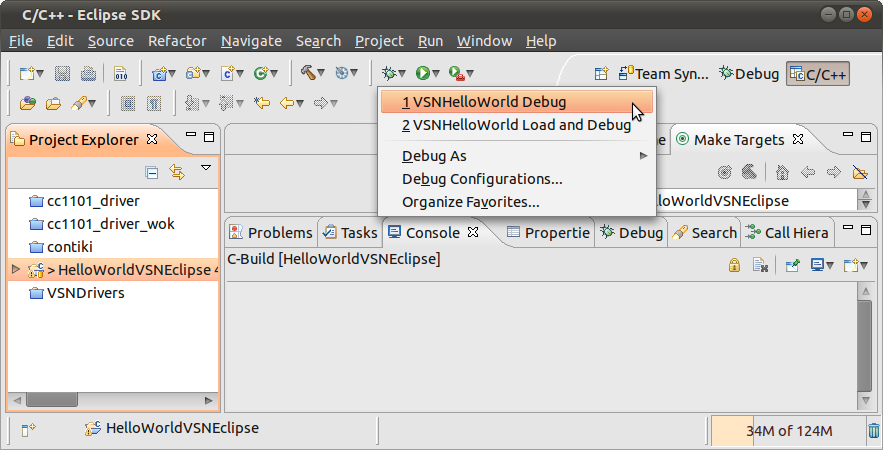 C/C++ - Eclipse SDK
File Edit Source Refactor Navigate Search Project Run Window Help
010
Team Syn... Debug C/C++
1 VSNHelloWorld Debug
2 VSNHelloWorld Load and Debug
Debug As
Debug Configurations...
Organize Favorites...
Project Explorer
Make Targets
cc1101_driver
cc1101_driver_wok
contiki
> HelloWorldVSNEclipse
VSNDrivers
lloWorldVSNEclipse
Problems Tasks Console Propertie Debug Search Call Hiera
C-Build [HelloWorldVSNEclipse]
HelloWorldVSNEclipse
34M of 124M